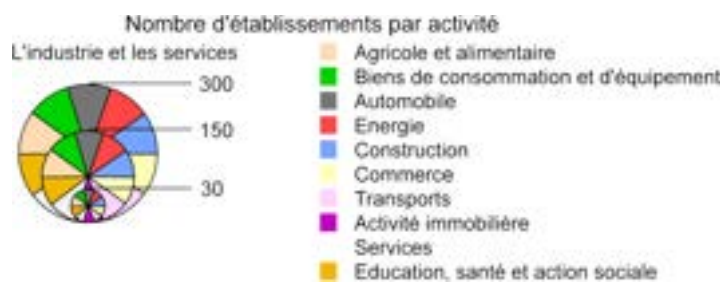 Nombre d'établissements par activité
L'industrie et les services
300
150
30
Agricole et alimentaire
Biens de consommation et d'équipement
Automobile
Energie
Construction
Commerce
Transports
Activité immobilière
Services
Education, santé et action sociale